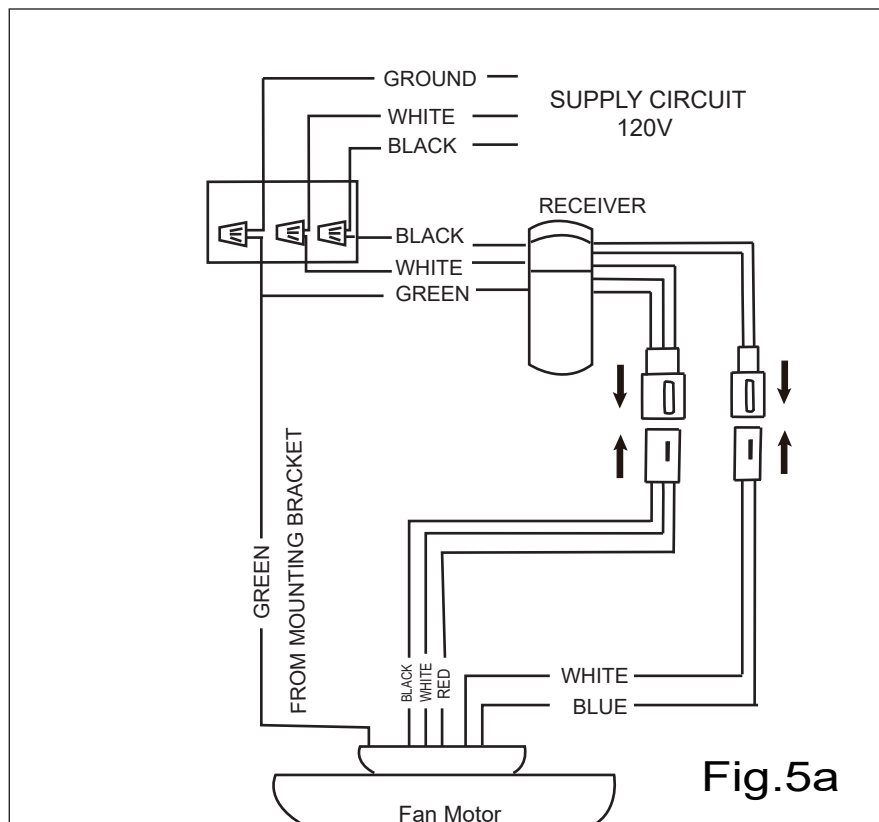 GROUND
WHITE
BLACK
SUPPLY CIRCUIT
120V
RECEIVER
BLACK
WHITE
GREEN
GREEN
FROM MOUNTING BRACKET
BLACK
WHITE
RED
WHITE
BLUE
Fig.5a
Fan Motor